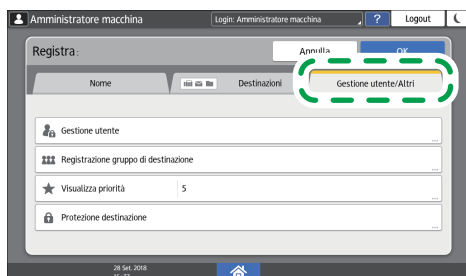 Amministratore macchina Login: Amministratore macchina ? Logout
Registra: Annulla OK
Nome Destinazioni Gestione utente/Altri
Gestione utente
Registrazione gruppo di destinazione
Visualizza priorità 5
Protezione destinazione
28 Set. 2018